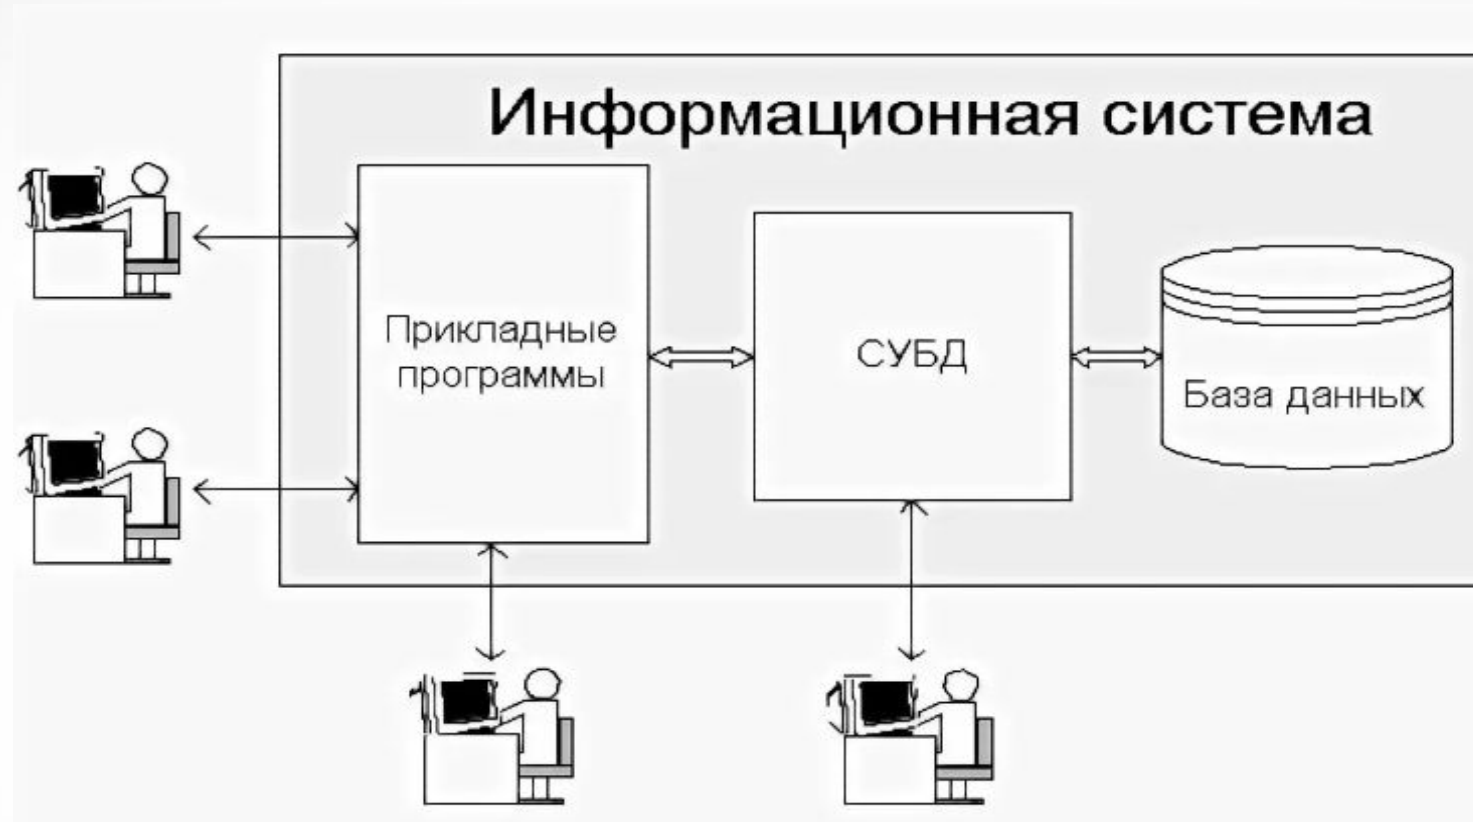 Информационная система
Прикладные
программы
СУБД
База данных